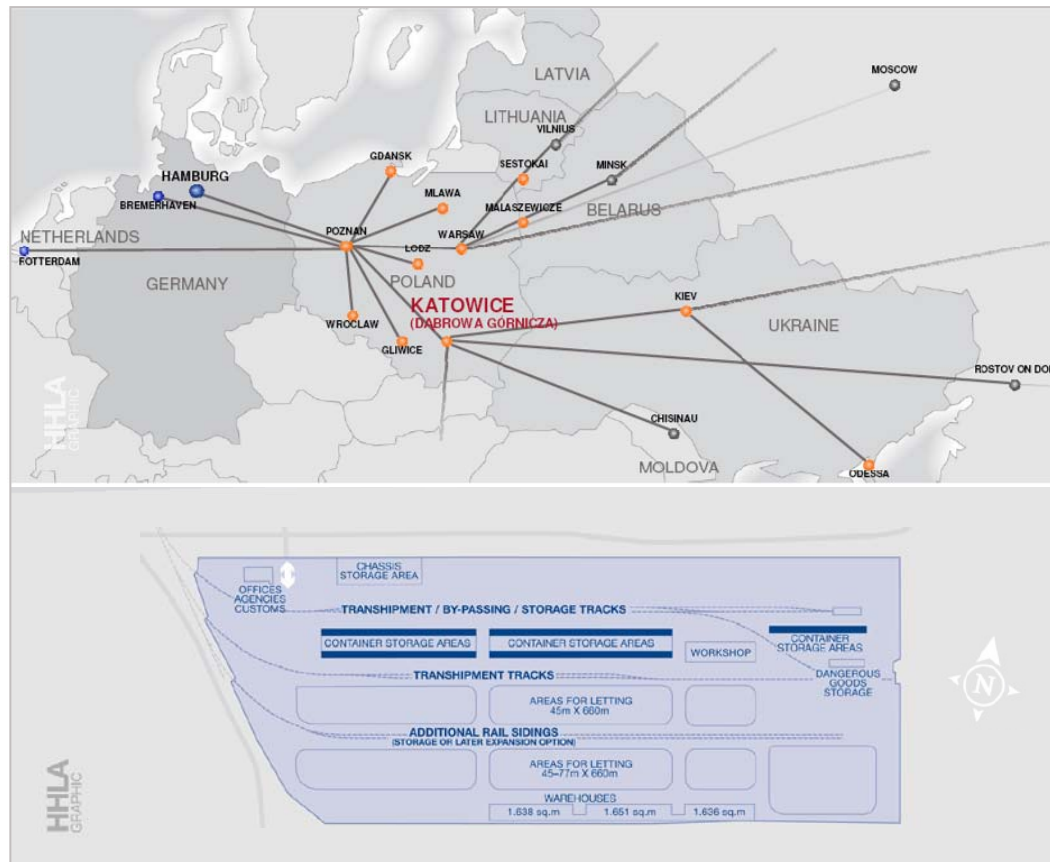 LATVIA
MOSCOW
LITHUANIA
VILNIUS
GDANSK
SESTOKAI
MINSK
HAMBURG
BREMERHAVEN
MLAWA
MALASZEWICZE
BELARUS
NETHERLANDS
POZNAN
WARSAW
LODZ
ROTTERDAM
GERMANY
POLAND
KATOWICE
(DĄBROWA GÓRNICZA)
KIEV
UKRAINE
WROCLAW
GLIWICE
ROSTOV ON DON
CHISINAU
MOLDOVA
ODESSA
HHLA
GRAPHIC
CHASSIS
STORAGE AREA
OFFICES
AGENCIES
CUSTOMS
TRANSHIPMENT / BY-PASSING / STORAGE TRACKS
CONTAINER STORAGE AREAS
CONTAINER STORAGE AREAS
WORKSHOP
CONTAINER
STORAGE AREAS
TRANSHIPMENT TRACKS
DANGEROUS
GOODS
STORAGE
AREAS FOR LETTING
45m X 660m
N
ADDITIONAL RAIL SIDINGS
(STORAGE OR LATER EXPANSION OPTION)
AREAS FOR LETTING
45–77m X 660m
WAREHOUSES
1.638 sq.m
1.651 sq.m
1.636 sq.m
HHLA
GRAPHIC